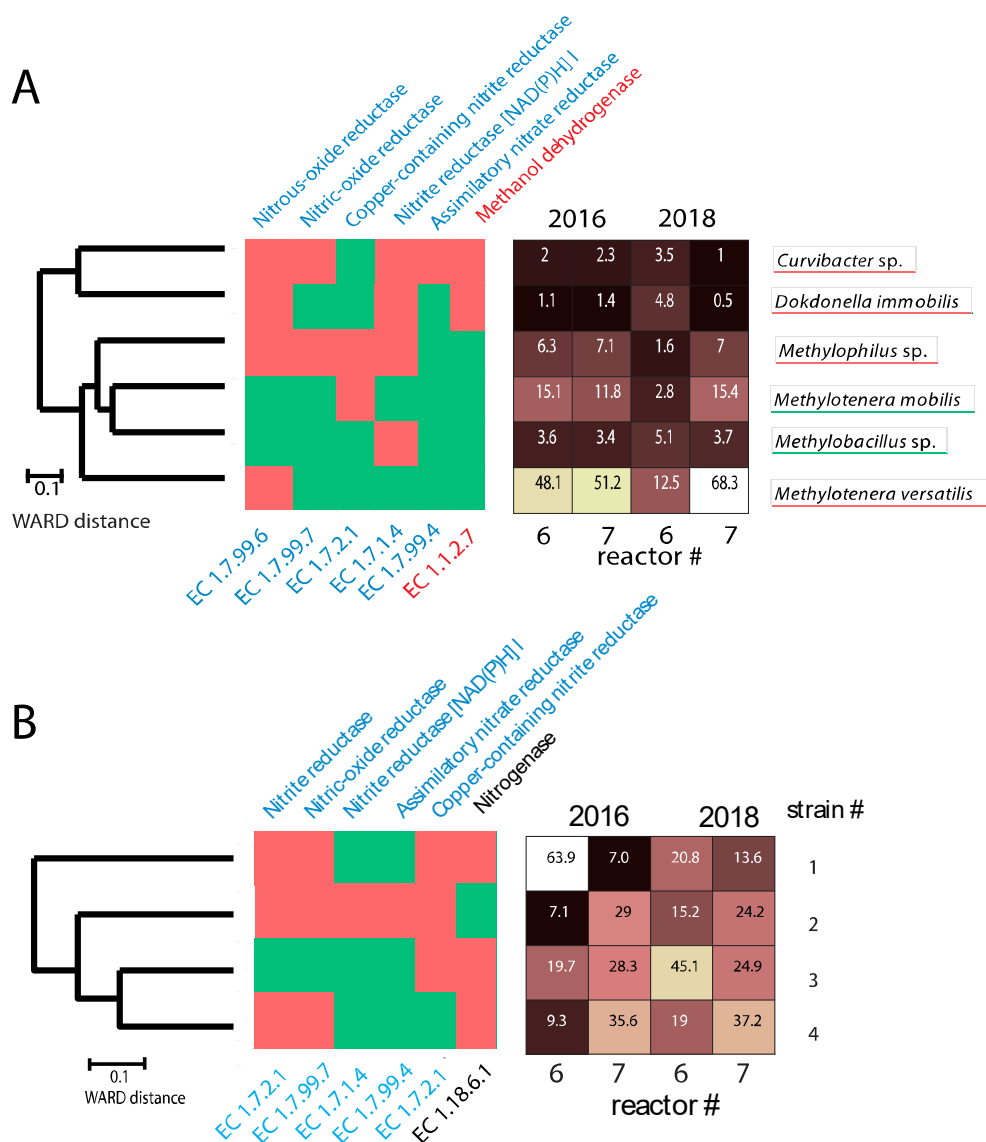 A
Nitrous-oxide reductase
Nitric-oxide reductase
Copper-containing nitrite reductase
Nitrite reductase [NAD(P)H] I
Assimilatory nitrate reductase
Methanol dehydrogenase
2016 2018
2 2.3 3.5 1 Curvibacter sp.
1.1 1.4 4.8 0.5 Dokdonella immobilis
6.3 7.1 1.6 7 Methylophilus sp.
15.1 11.8 2.8 15.4 Methylotenera mobilis
3.6 3.4 5.1 3.7 Methylobacillus sp.
48.1 51.2 12.5 68.3 Methylotenera versatilis
0.1
WARD distance
6 7 6 7
reactor #
EC 1.7.99.6
EC 1.7.99.7
EC 1.7.2.1
EC 1.7.1.4
EC 1.7.99.4
EC 1.1.2.7
B
Nitrite reductase
Nitric-oxide reductase
Nitrite reductase [NAD(P)H] I
Assimilatory nitrate reductase
Copper-containing nitrite reductase
Nitrogenase
2016 2018 strain #
63.9 7.0 20.8 13.6 1
7.1 29 15.2 24.2 2
19.7 28.3 45.1 24.9 3
9.3 35.6 19 37.2 4
0.1
WARD distance
6 7 6 7
reactor #
EC 1.7.2.1
EC 1.7.99.7
EC 1.7.1.4
EC 1.7.99.4
EC 1.7.2.1
EC 1.18.6.1